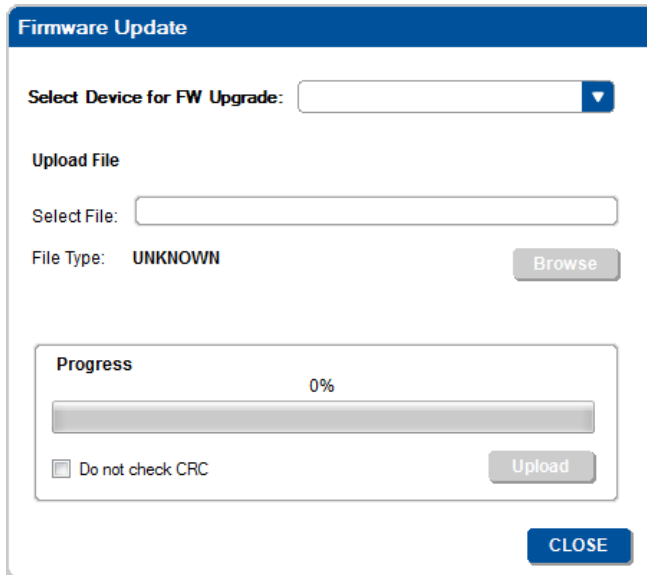 Firmware Update
Select Device for FW Upgrade:
Upload File
Select File:
File Type: UNKNOWN
Browse
Progress
0%
Do not check CRC
Upload
CLOSE